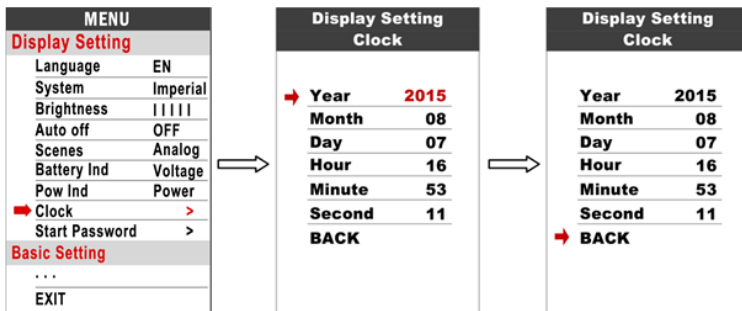 MENU
Display Setting
Language EN
System Imperial
Brightness | | | | |
Auto off OFF
Scenes Analog
Battery Ind Voltage
Pow Ind Power
Clock >
Start Password >
Basic Setting
. . .
EXIT
Display Setting
Clock
Year 2015
Month 08
Day 07
Hour 16
Minute 53
Second 11
BACK
Display Setting
Clock
Year 2015
Month 08
Day 07
Hour 16
Minute 53
Second 11
BACK